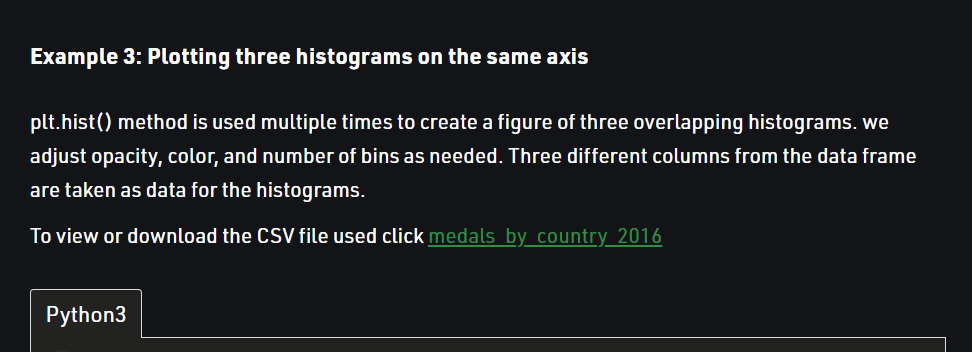 Example 3: Plotting three histograms on the same axis
plt.hist() method is used multiple times to create a figure of three overlapping histograms. we
adjust opacity, color, and number of bins as needed. Three different columns from the data frame
are taken as data for the histograms.
To view or download the CSV file used click medals_by_country_2016
Python3